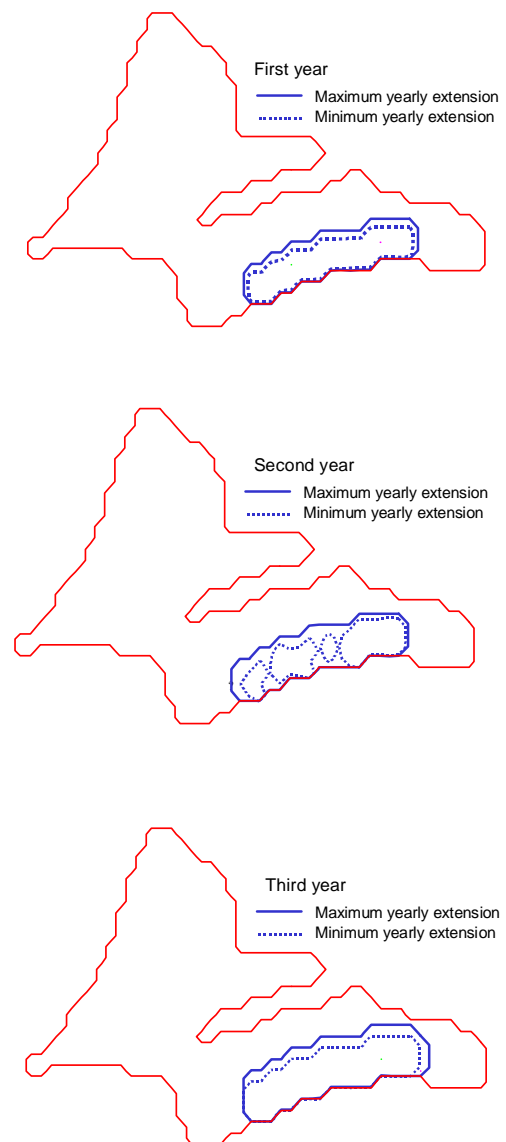 First year
Maximum yearly extension
Minimum yearly extension
Second year
Maximum yearly extension
Minimum yearly extension
Third year
Maximum yearly extension
Minimum yearly extension